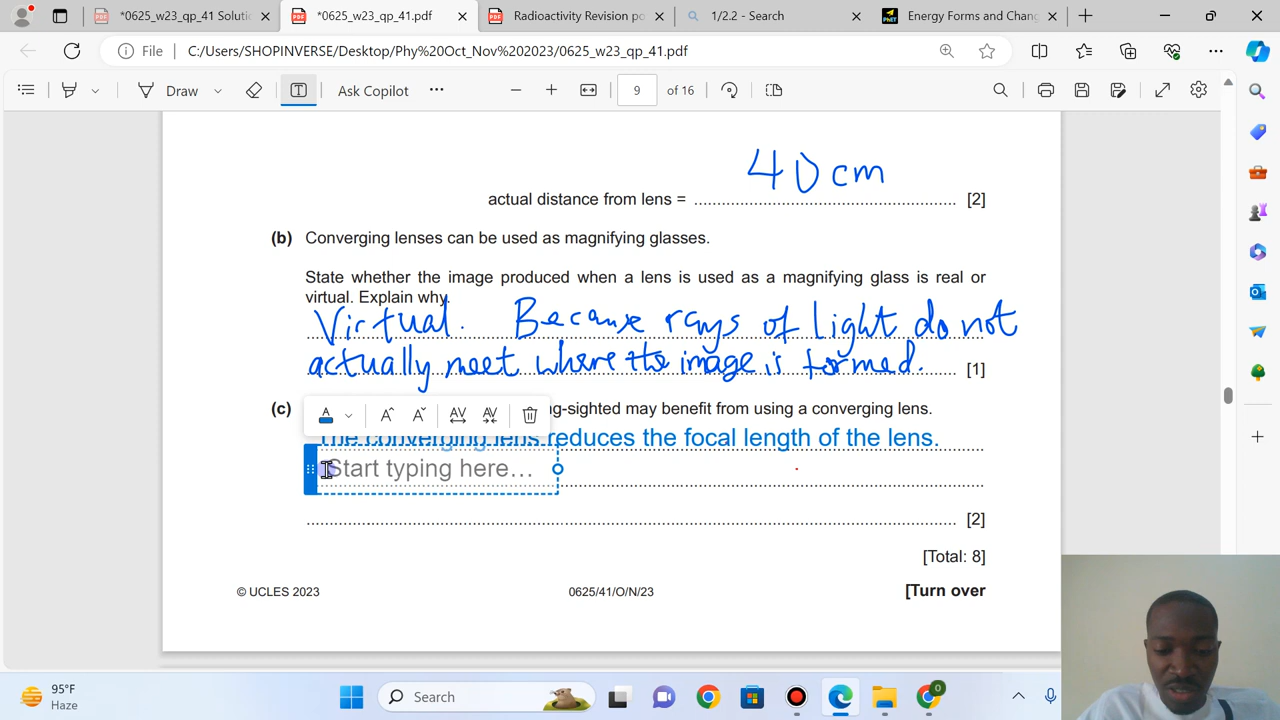 *0625_w23_qp_41 Soluti
*0625_w23_qp_41.pdf
Radioactivity Revision po
1/2.2 - Search
Energy Forms and Chang
File
C:/Users/SHOPINVERSE/Desktop/Phy%20Oct_Nov%202023/0625_w23_qp_41.pdf
Draw
Ask Copilot
9 of 16
40cm
actual distance from lens = [2]
(b) Converging lenses can be used as magnifying glasses.
State whether the image produced when a lens is used as a magnifying glass is real or
virtual. Explain why.
Virtual. Because rays of light do not
actually meet where the image is formed. [1]
(c) ng-sighted may benefit from using a converging lens.
The converging lens reduces the focal length of the lens.
Start typing here...
[2]
[Total: 8]
© UCLES 2023 0625/41/O/N/23 [Turn over
95°F
Haze
Search
0